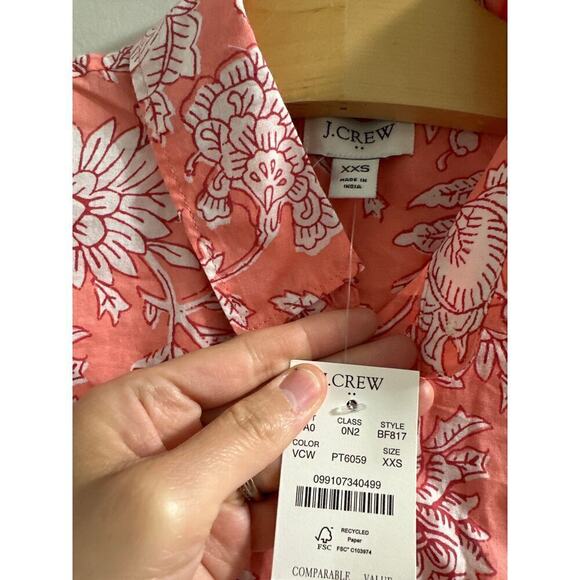 J.CREW
XXS
MADE IN
INDIA
J.CREW
CLASS STYLE
0N2 BF817
COLOR SIZE
VCW PT6059 XXS
099107340499
RECYCLED
Paper
FSC FSC® C103974
COMPARABLE VALUE